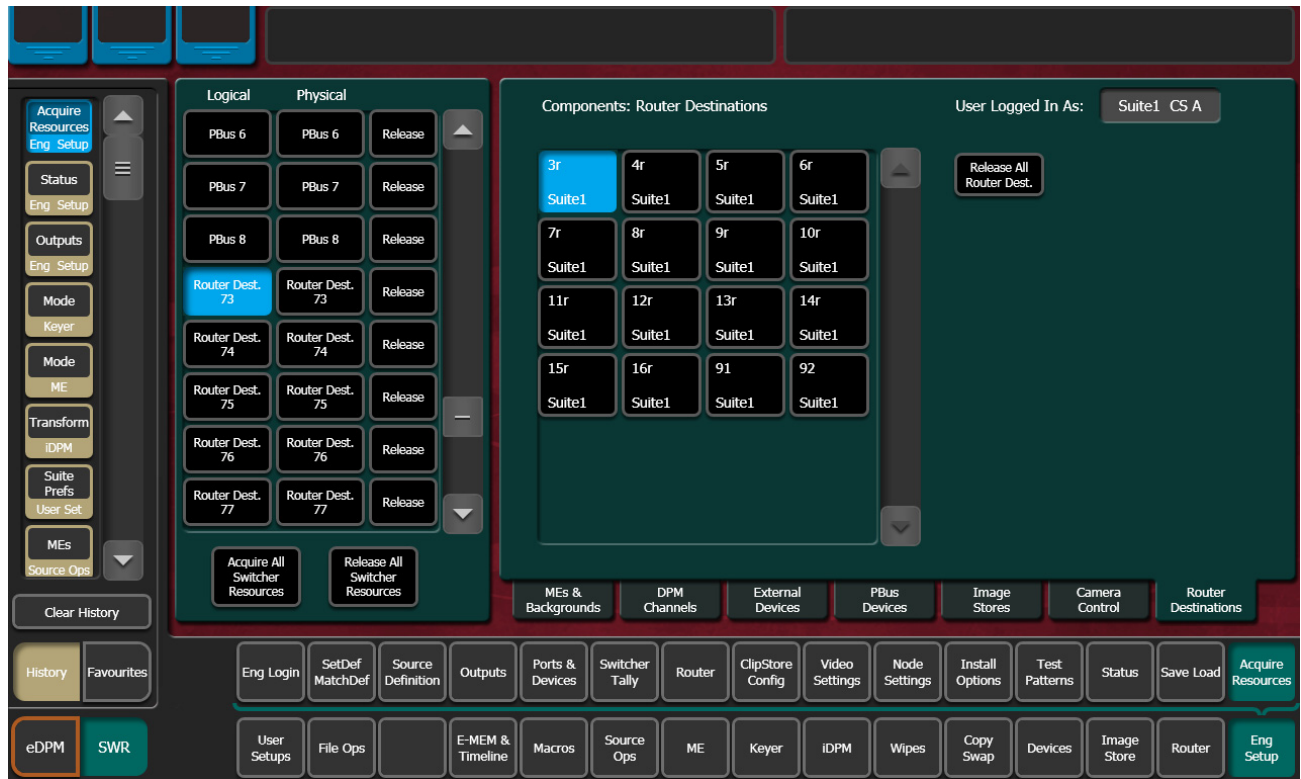 Acquire
Resources
Eng Setup
Status
Eng Setup
Outputs
Eng Setup
Mode
Keyer
Mode
ME
Transform
iDPM
Suite
Prefs
User Set
MEs
Source Ops
Clear History
History Favourites
eDPM SWR
Logical Physical
PBus 6 PBus 6 Release
PBus 7 PBus 7 Release
PBus 8 PBus 8 Release
Router Dest. Router Dest. Release
73 73
Router Dest. Router Dest. Release
74 74
Router Dest. Router Dest. Release
75 75
Router Dest. Router Dest. Release
76 76
Router Dest. Router Dest. Release
77 77
Acquire All Release All
Switcher Switcher
Resources Resources
Components: Router Destinations User Logged In As: Suite1 CS A
3r 4r 5r 6r
Suite1 Suite1 Suite1 Suite1
7r 8r 9r 10r
Suite1 Suite1 Suite1 Suite1
11r 12r 13r 14r
Suite1 Suite1 Suite1 Suite1
15r 16r 91 92
Suite1 Suite1 Suite1 Suite1
Release All
Router Dest.
MEs & DPM External PBus Image Camera Router
Backgrounds Channels Devices Devices Stores Control Destinations
Eng Login SetDef Source Outputs Ports & Switcher Router ClipStore Video Node Install Test Status Save Load Acquire
MatchDef Definition Devices Tally Config Settings Settings Options Patterns Resources
User File Ops E-MEM & Macros Source ME Keyer iDPM Wipes Copy Devices Image Router Eng
Setups Timeline Ops Swap Store Setup